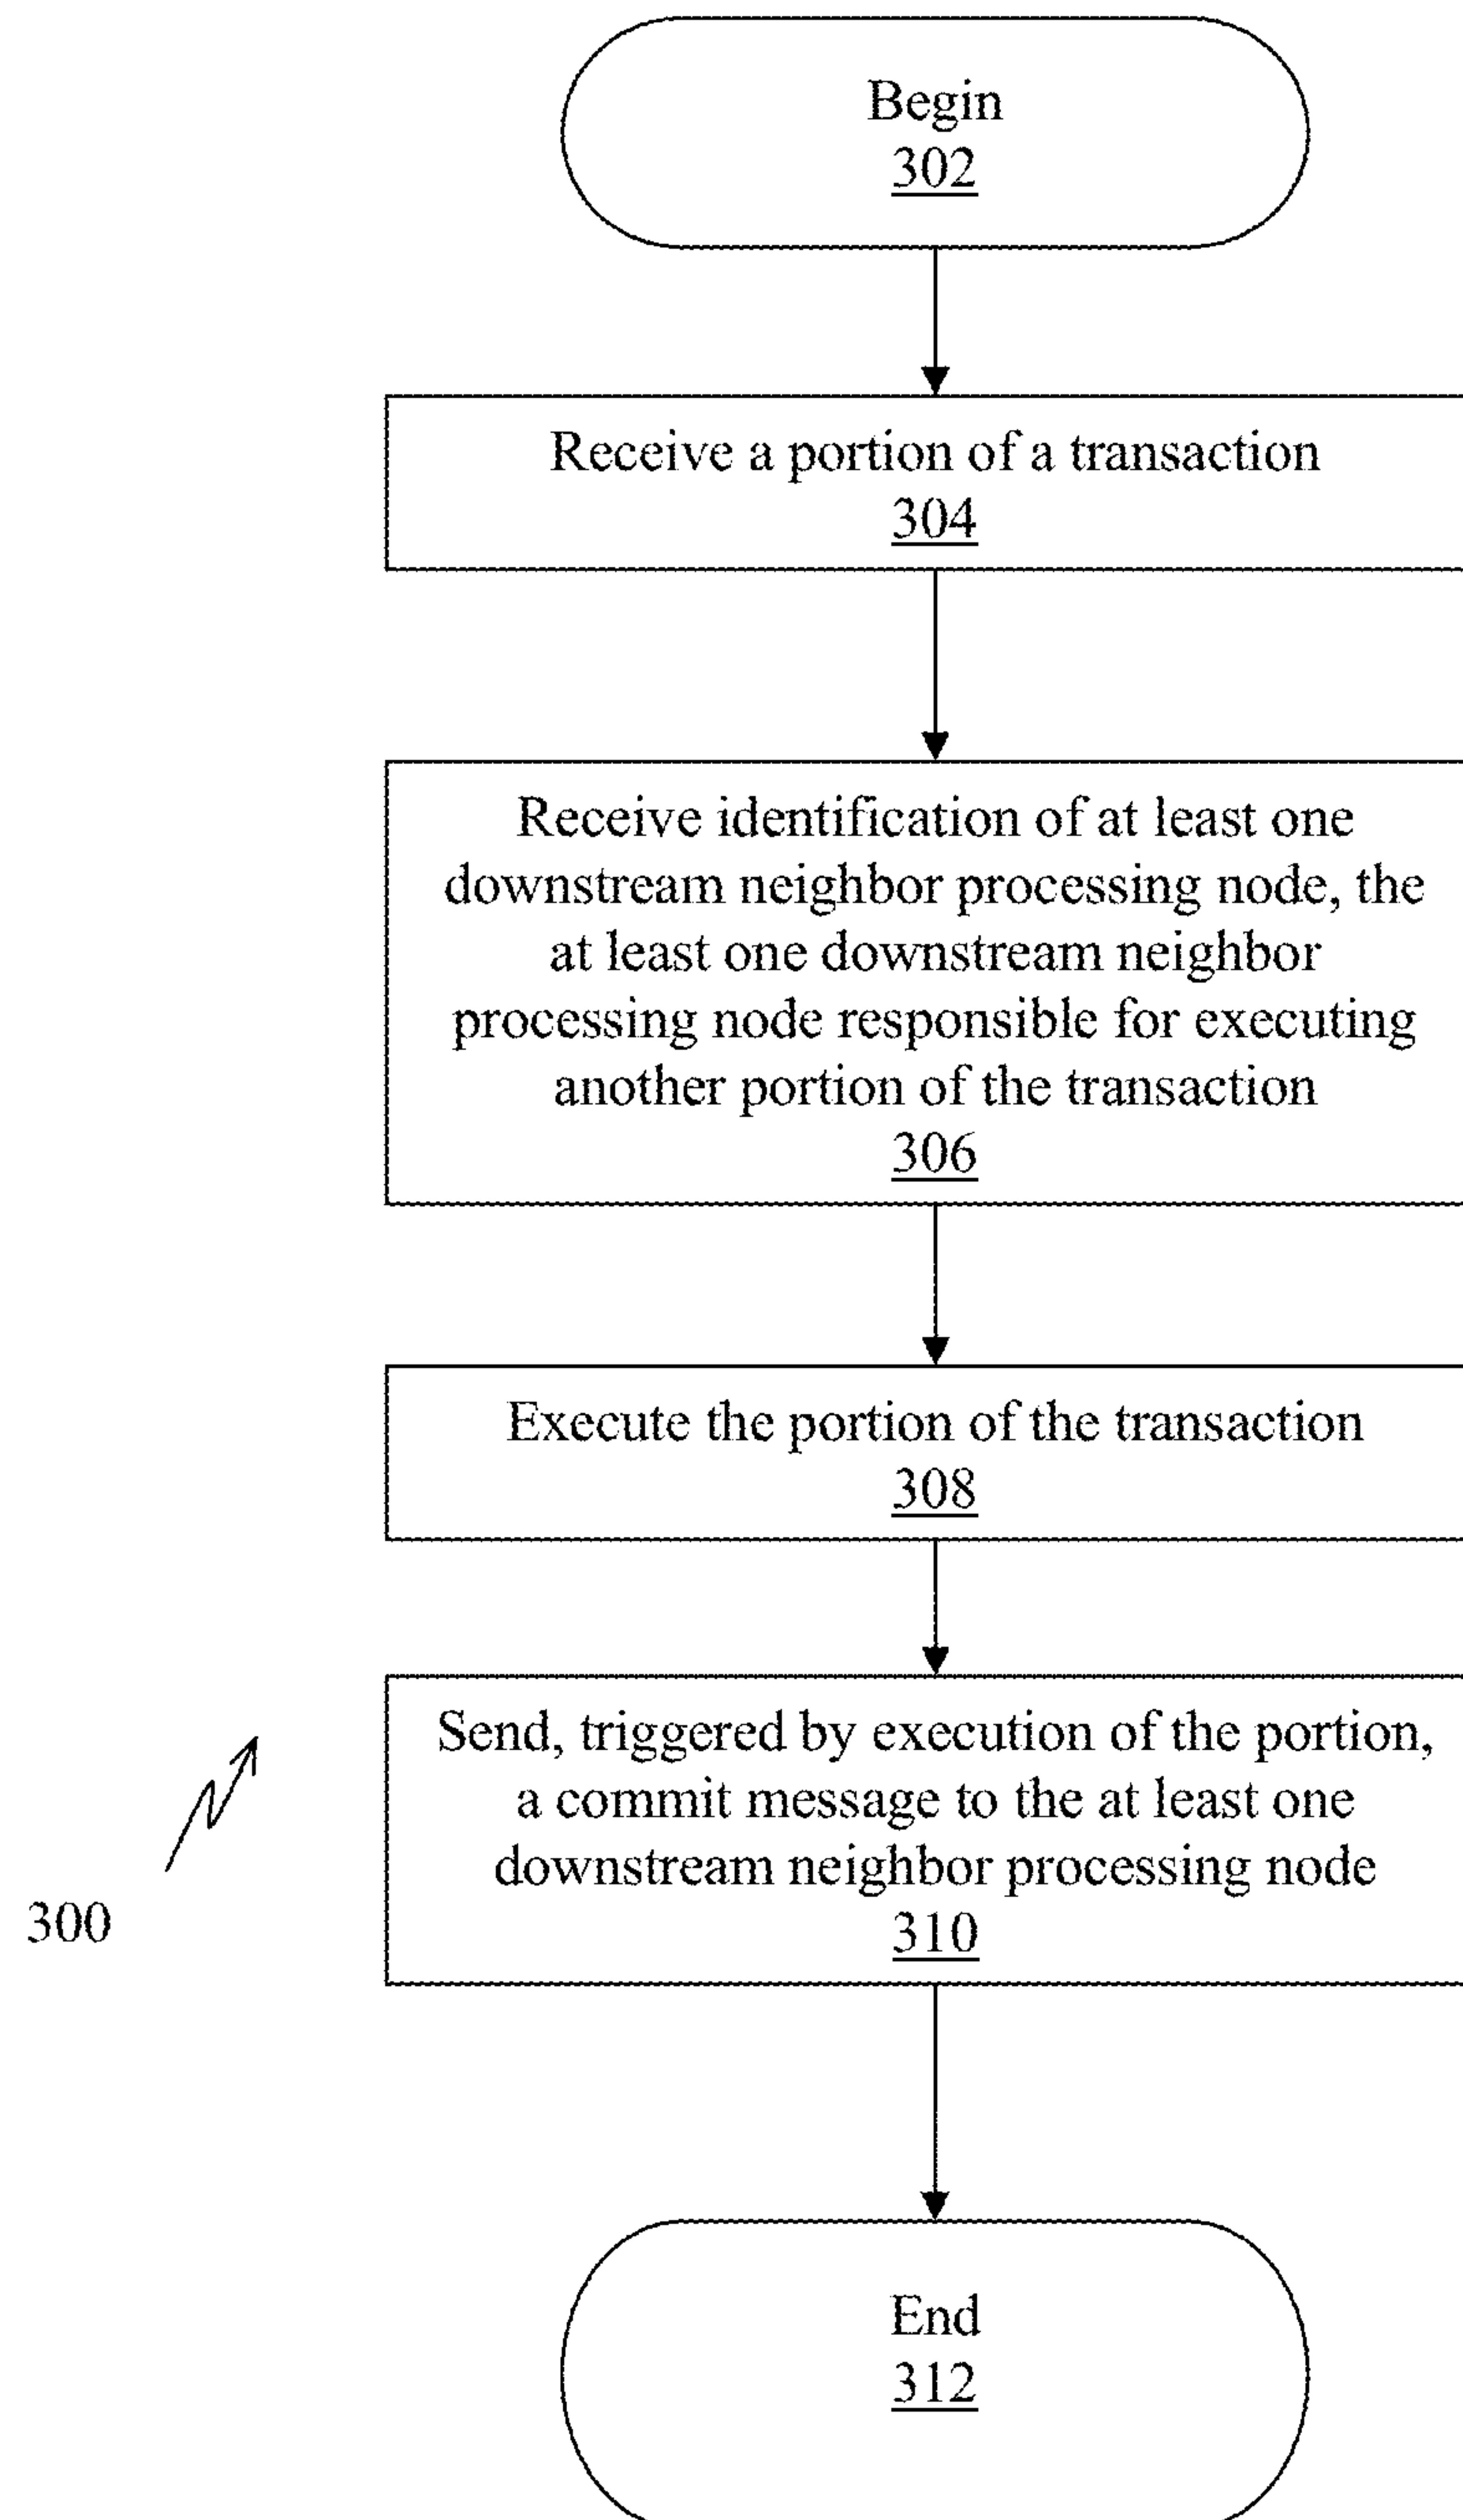 Begin
302
Receive a portion of a transaction
304
Receive identification of at least one
downstream neighbor processing node, the
at least one downstream neighbor
processing node responsible for executing
another portion of the transaction
306
Execute the portion of the transaction
308
Send, triggered by execution of the portion,
a commit message to the at least one
downstream neighbor processing node
310
300
End
312